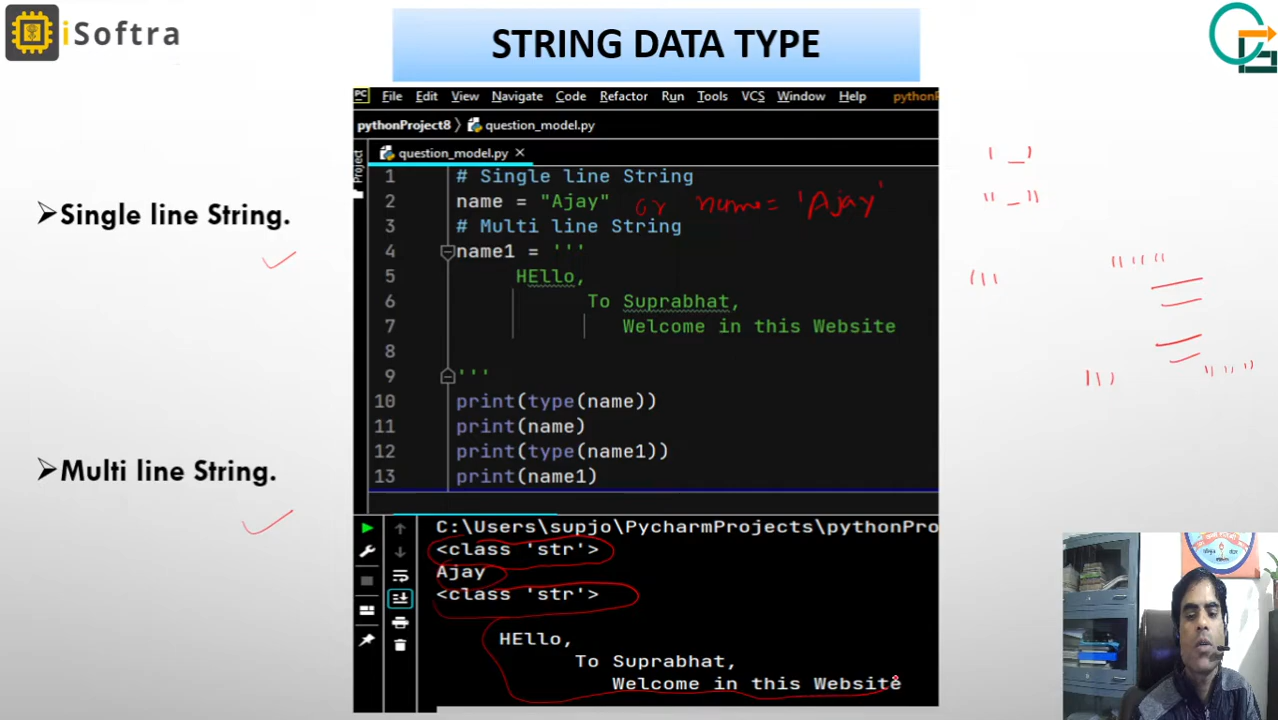 iSoftra
STRING DATA TYPE
File Edit View Navigate Code Refactor Run Tools VCS Window Help python
pythonProject8 question_model.py
Project
question_model.py ×
1 # Single line String
2 name = "Ajay" or name = 'Ajay'
3 # Multi line String
4 name1 = '''
5 HEllo,
6 To Suprabhat,
7 Welcome in this Website
8
9 '''
10 print(type(name))
11 print(name)
12 print(type(name1))
13 print(name1)
➢Single line String.
➢Multi line String.
' _ '
" _ "
'''
""" 
'''
"""
C:\Users\supjo\PycharmProjects\pythonPro
<class 'str'>
Ajay
<class 'str'>
HEllo,
To Suprabhat,
Welcome in this Website